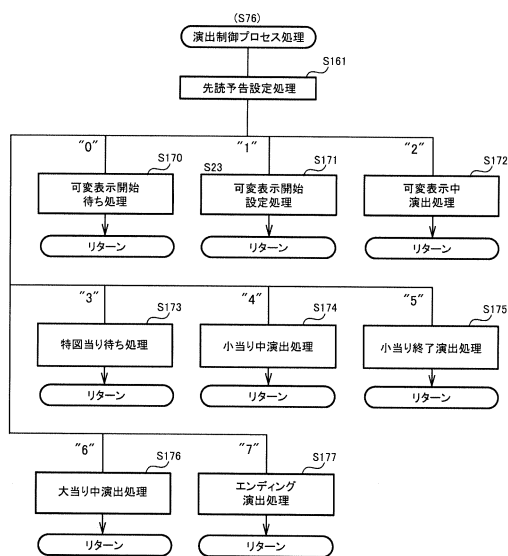 (S76)
演出制御プロセス処理
S161
先読予告設定処理
"0"
"1"
"2"
S170
S23
S171
S172
可変表示開始
待ち処理
可変表示開始
設定処理
可変表示中
演出処理
リターン
リターン
リターン
"3"
"4"
"5"
S173
S174
S175
特図当り待ち処理
小当り中演出処理
小当り終了演出処理
リターン
リターン
リターン
"6"
"7"
S176
S177
大当り中演出処理
エンディング
演出処理
リターン
リターン